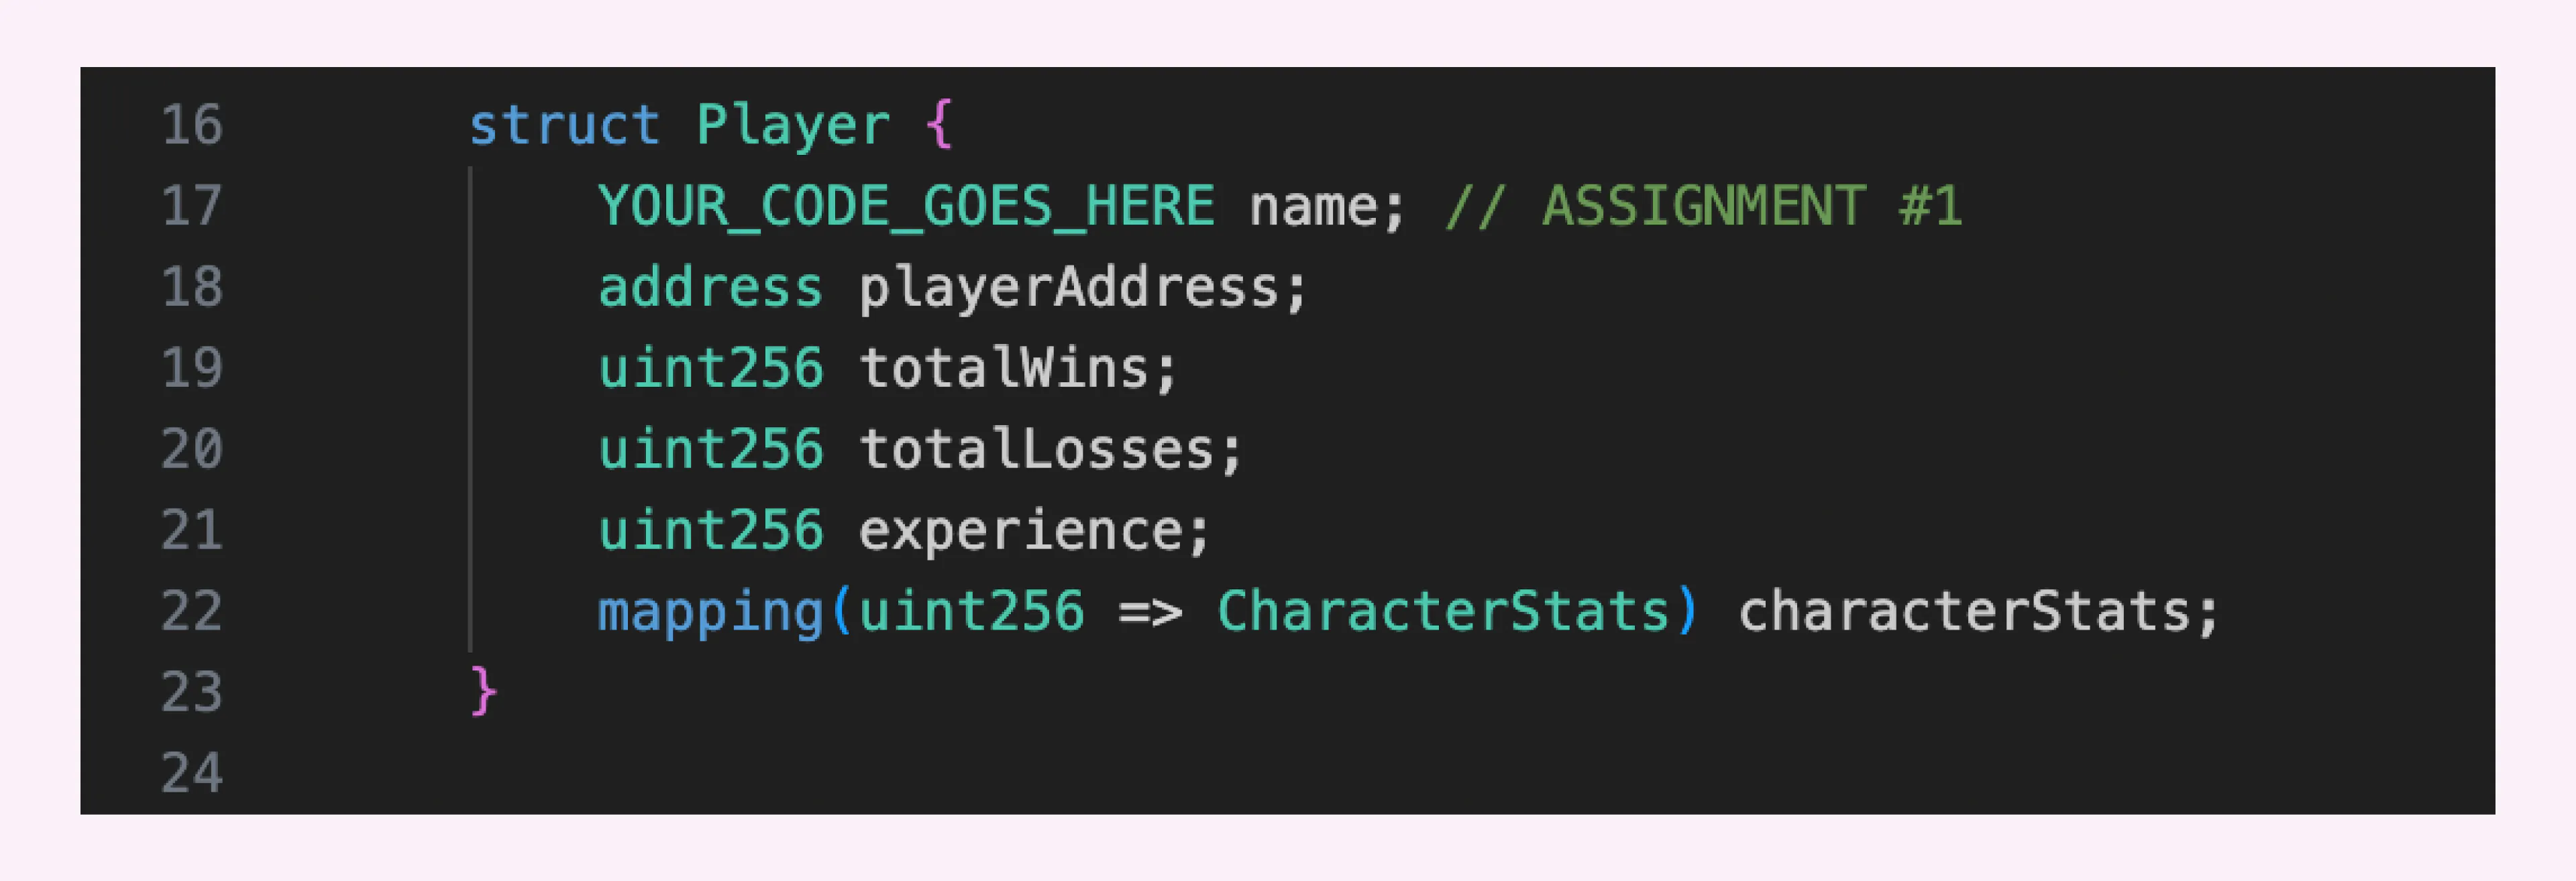 16 struct Player {
17 YOUR_CODE_GOES_HERE name; // ASSIGNMENT #1
18 address playerAddress;
19 uint256 totalWins;
20 uint256 totalLosses;
21 uint256 experience;
22 mapping(uint256 => CharacterStats) characterStats;
23 }
24